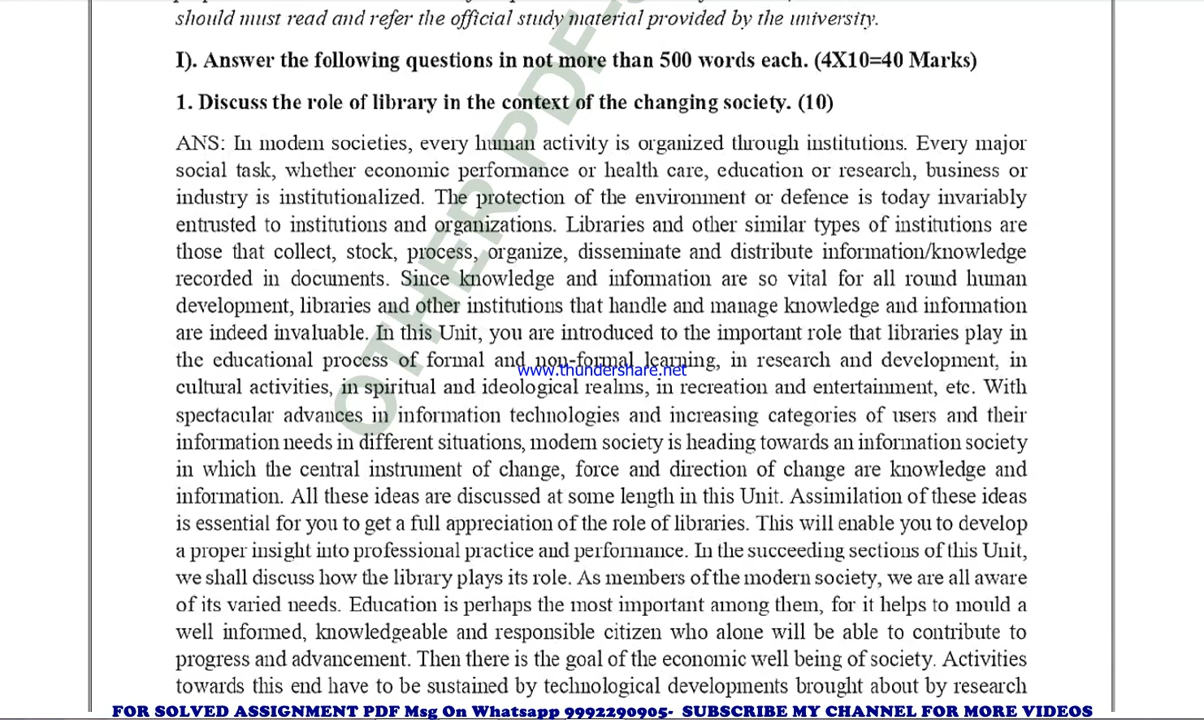 should must read and refer the official study material provided by the university.
I). Answer the following questions in not more than 500 words each. (4X10=40 Marks)
1. Discuss the role of library in the context of the changing society. (10)
ANS: In modem societies, every human activity is organized through institutions. Every major
social task, whether economic performance or health care, education or research, business or
industry is institutionalized. The protection of the environment or defence is today invariably
entrusted to institutions and organizations. Libraries and other similar types of institutions are
those that collect, stock, process, organize, disseminate and distribute information/knowledge
recorded in documents. Since knowledge and information are so vital for all round human
development, libraries and other institutions that handle and manage knowledge and information
are indeed invaluable. In this Unit, you are introduced to the important role that libraries play in
the educational process of formal and non-formal learning, in research and development, in
www.thundershare.net
cultural activities, in spiritual and ideological realms, in recreation and entertainment, etc. With
spectacular advances in information technologies and increasing categories of users and their
information needs in different situations, modem society is heading towards an information society
in which the central instrument of change, force and direction of change are knowledge and
information. All these ideas are discussed at some length in this Unit. Assimilation of these ideas
is essential for you to get a full appreciation of the role of libraries. This will enable you to develop
a proper insight into professional practice and performance. In the succeeding sections of this Unit,
we shall discuss how the library plays its role. As members of the modern society, we are all aware
of its varied needs. Education is perhaps the most important among them, for it helps to mould a
well informed, knowledgeable and responsible citizen who alone will be able to contribute to
progress and advancement. Then there is the goal of the economic well being of society. Activities
towards this end have to be sustained by technological developments brought about by research
OTHER PDF-S
FOR SOLVED ASSIGNMENT PDF Msg On Whatsapp 9992290905- SUBSCRIBE MY CHANNEL FOR MORE VIDEOS